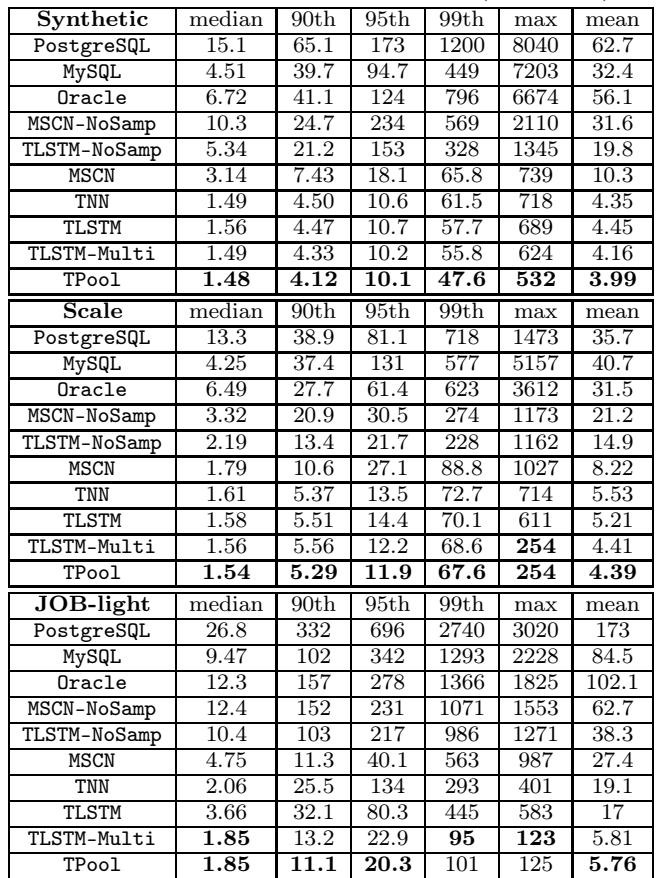 Synthetic median 90th 95th 99th max mean
PostgreSQL 15.1 65.1 173 1200 8040 62.7
MySQL 4.51 39.7 94.7 449 7203 32.4
Oracle 6.72 41.1 124 796 6674 56.1
MSCN-NoSamp 10.3 24.7 234 569 2110 31.6
TLSTM-NoSamp 5.34 21.2 153 328 1345 19.8
MSCN 3.14 7.43 18.1 65.8 739 10.3
TNN 1.49 4.50 10.6 61.5 718 4.35
TLSTM 1.56 4.47 10.7 57.7 689 4.45
TLSTM-Multi 1.49 4.33 10.2 55.8 624 4.16
TPool 1.48 4.12 10.1 47.6 532 3.99
Scale median 90th 95th 99th max mean
PostgreSQL 13.3 38.9 81.1 718 1473 35.7
MySQL 4.25 37.4 131 577 5157 40.7
Oracle 6.49 27.7 61.4 623 3612 31.5
MSCN-NoSamp 3.32 20.9 30.5 274 1173 21.2
TLSTM-NoSamp 2.19 13.4 21.7 228 1162 14.9
MSCN 1.79 10.6 27.1 88.8 1027 8.22
TNN 1.61 5.37 13.5 72.7 714 5.53
TLSTM 1.58 5.51 14.4 70.1 611 5.21
TLSTM-Multi 1.56 5.56 12.2 68.6 254 4.41
TPool 1.54 5.29 11.9 67.6 254 4.39
JOB-light median 90th 95th 99th max mean
PostgreSQL 26.8 332 696 2740 3020 173
MySQL 9.47 102 342 1293 2228 84.5
Oracle 12.3 157 278 1366 1825 102.1
MSCN-NoSamp 12.4 152 231 1071 1553 62.7
TLSTM-NoSamp 10.4 103 217 986 1271 38.3
MSCN 4.75 11.3 40.1 563 987 27.4
TNN 2.06 25.5 134 293 401 19.1
TLSTM 3.66 32.1 80.3 445 583 17
TLSTM-Multi 1.85 13.2 22.9 95 123 5.81
TPool 1.85 11.1 20.3 101 125 5.76